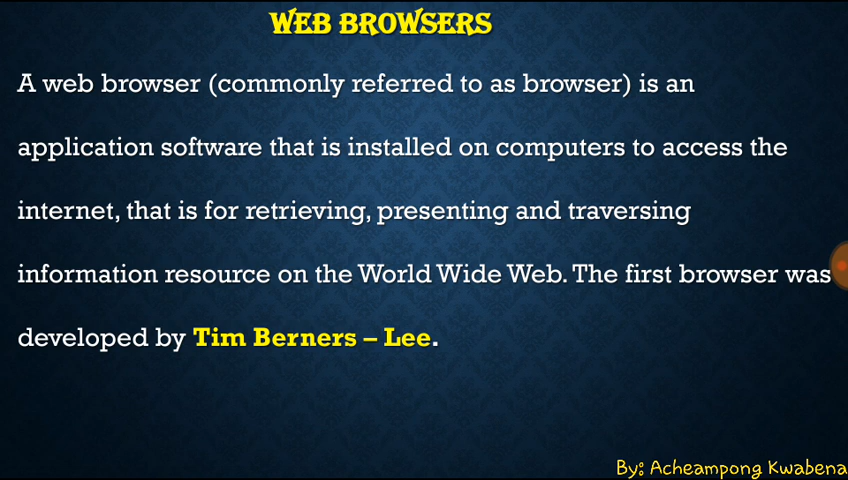 WEB BROWSERS
A web browser (commonly referred to as browser) is an
application software that is installed on computers to access the
internet, that is for retrieving, presenting and traversing
information resource on the World Wide Web. The first browser was
developed by Tim Berners – Lee.
By: Acheampong Kwabena